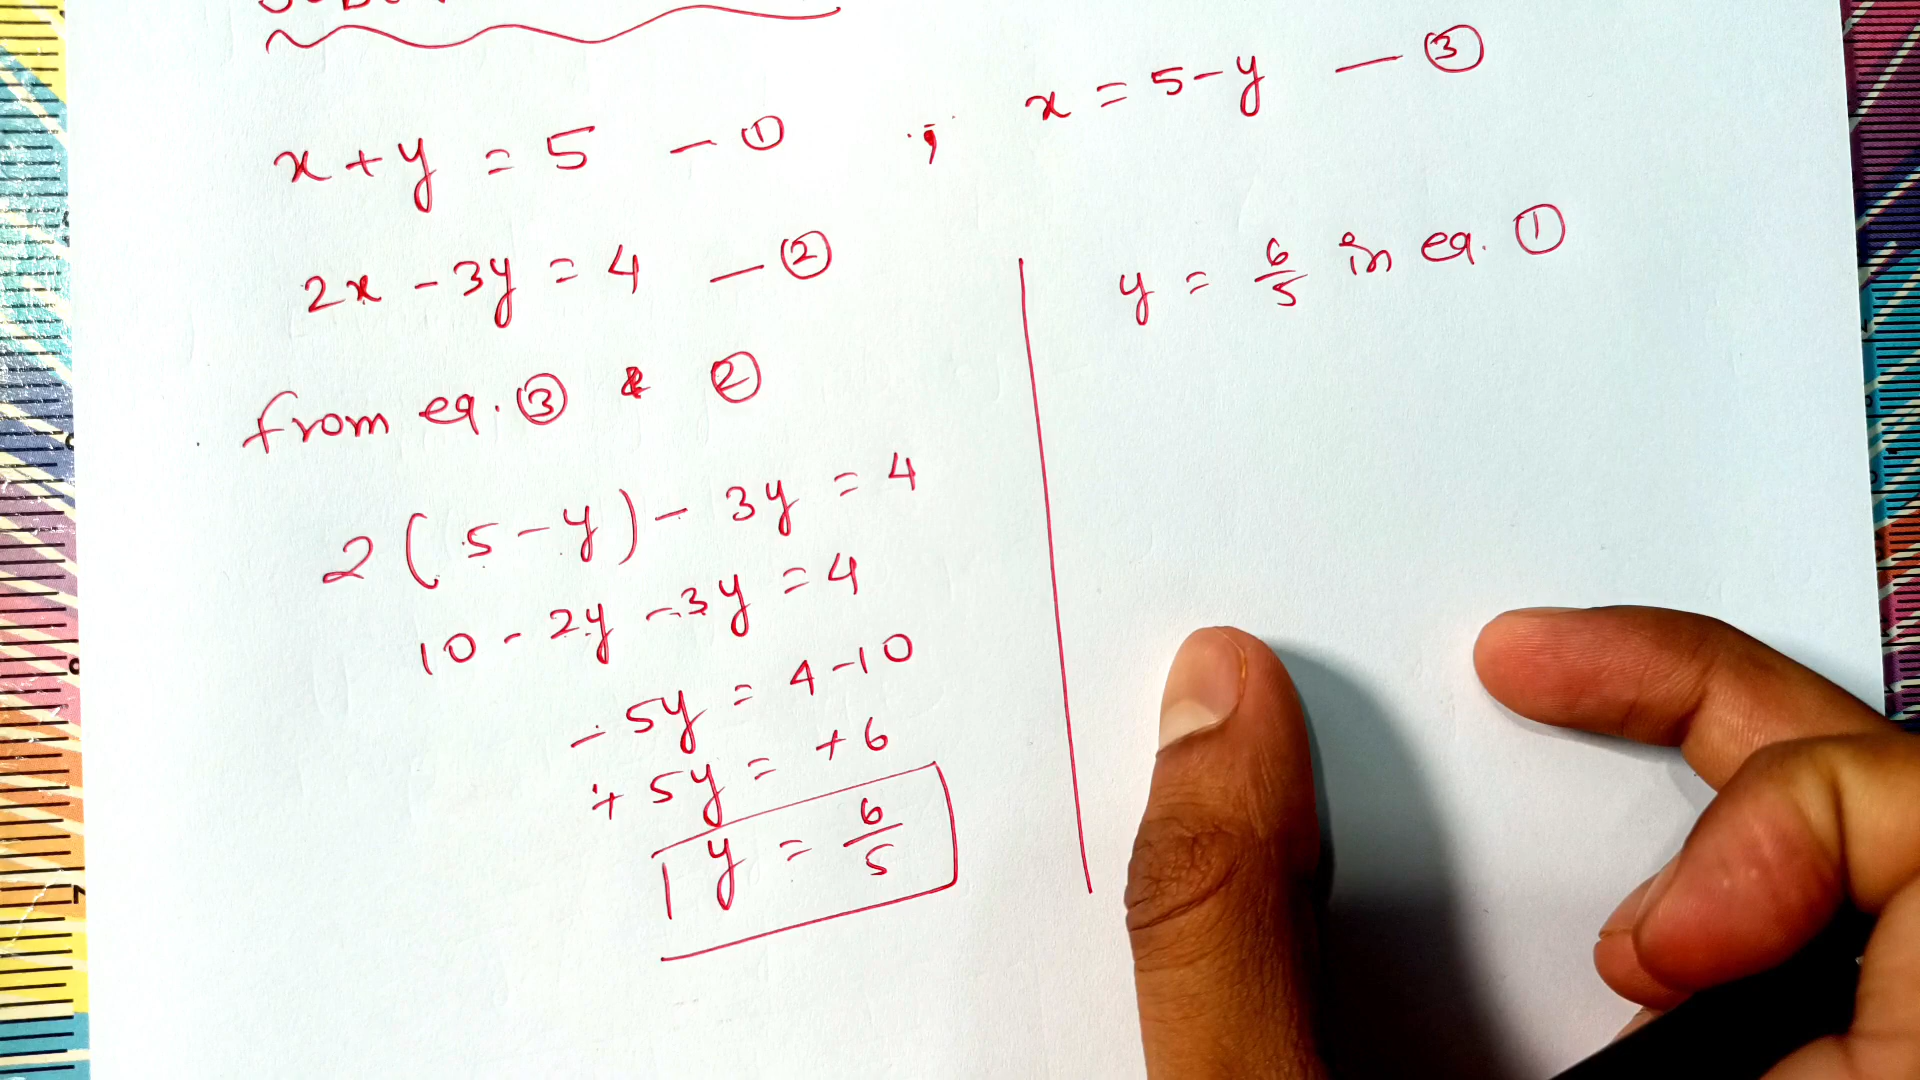 x + y = 5 — ①
; x = 5 - y — ③
2x - 3y = 4 — ②
from eq. ③ & ②
2 ( 5 - y ) - 3y = 4
10 - 2y - 3y = 4
- 5y = 4 - 10
+ 5y = + 6
y = 6/5
y = 6/5 in eq. ①